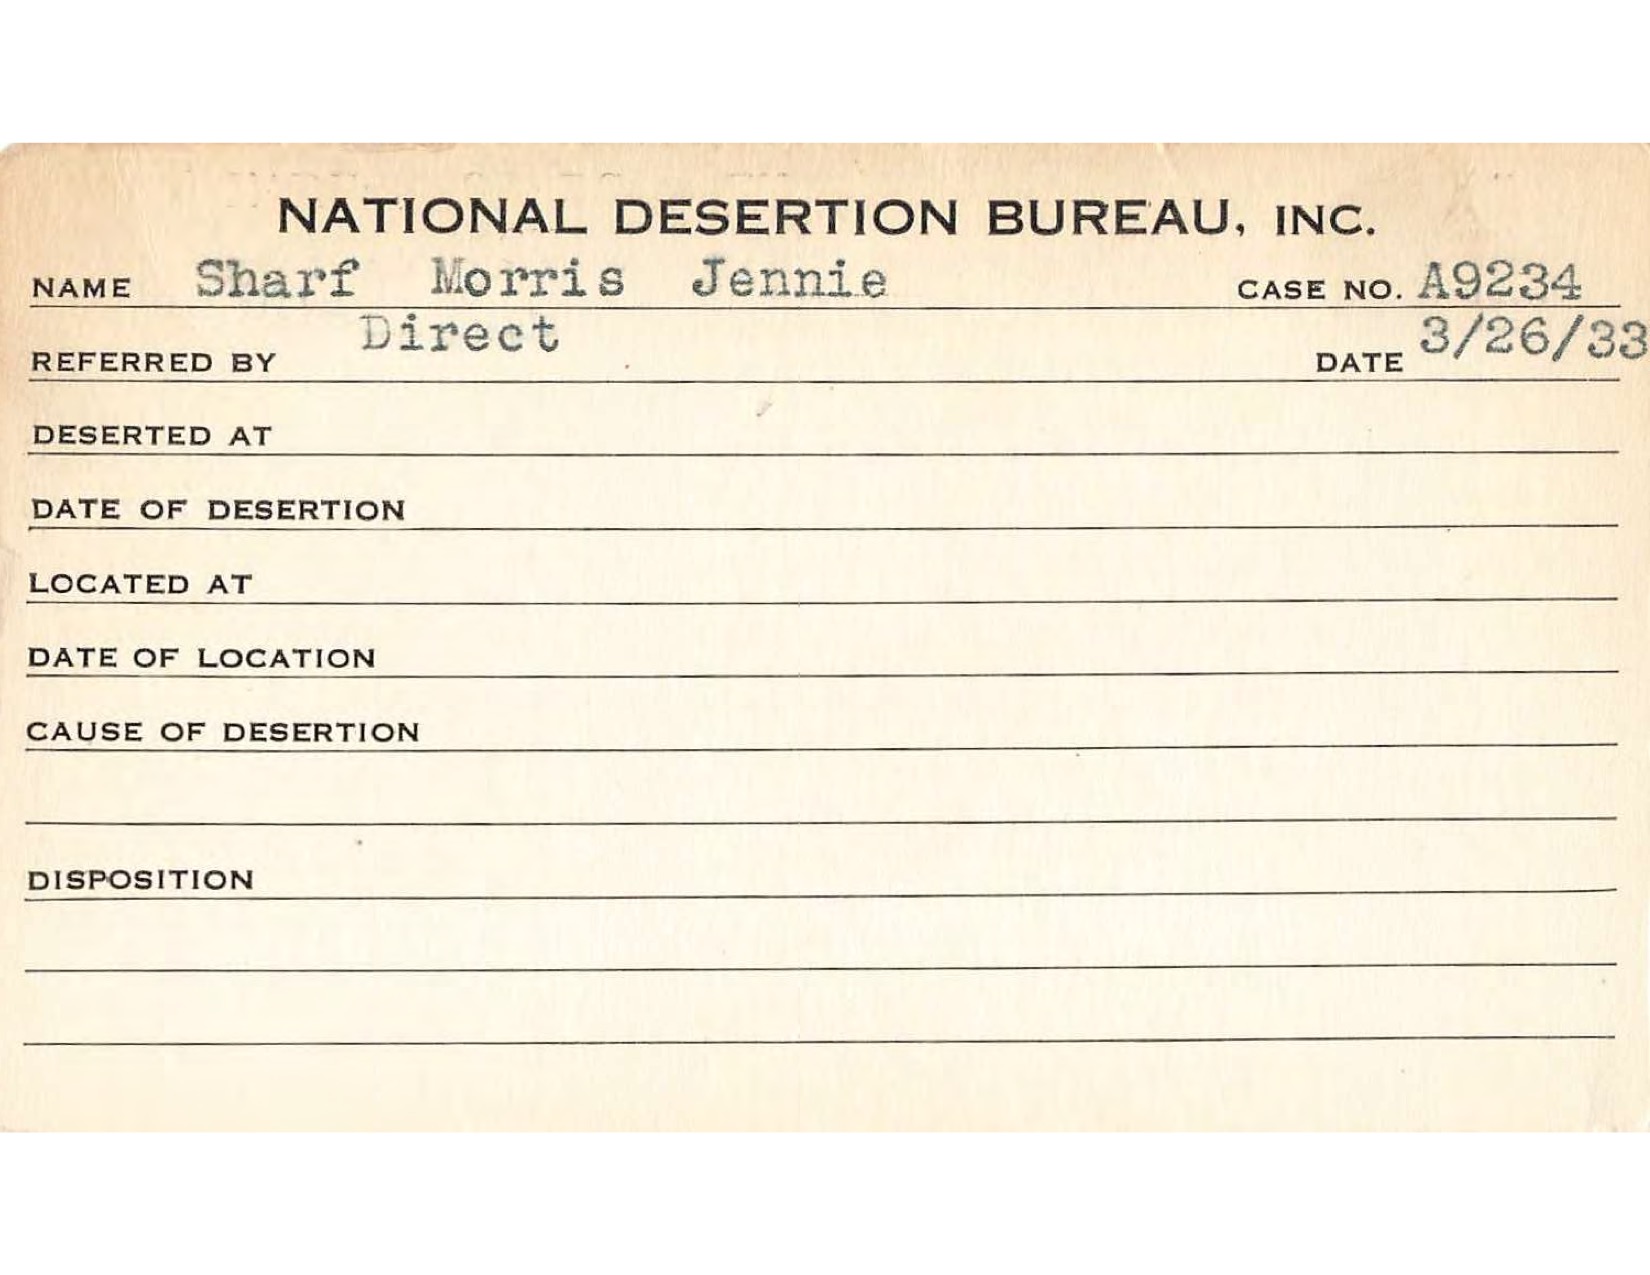 NATIONAL DESERTION BUREAU, INC.
NAME Sharf Morris Jennie CASE NO. A9234
REFERRED BY Direct DATE 3/26/33
DESERTED AT
DATE OF DESERTION
LOCATED AT
DATE OF LOCATION
CAUSE OF DESERTION
DISPOSITION